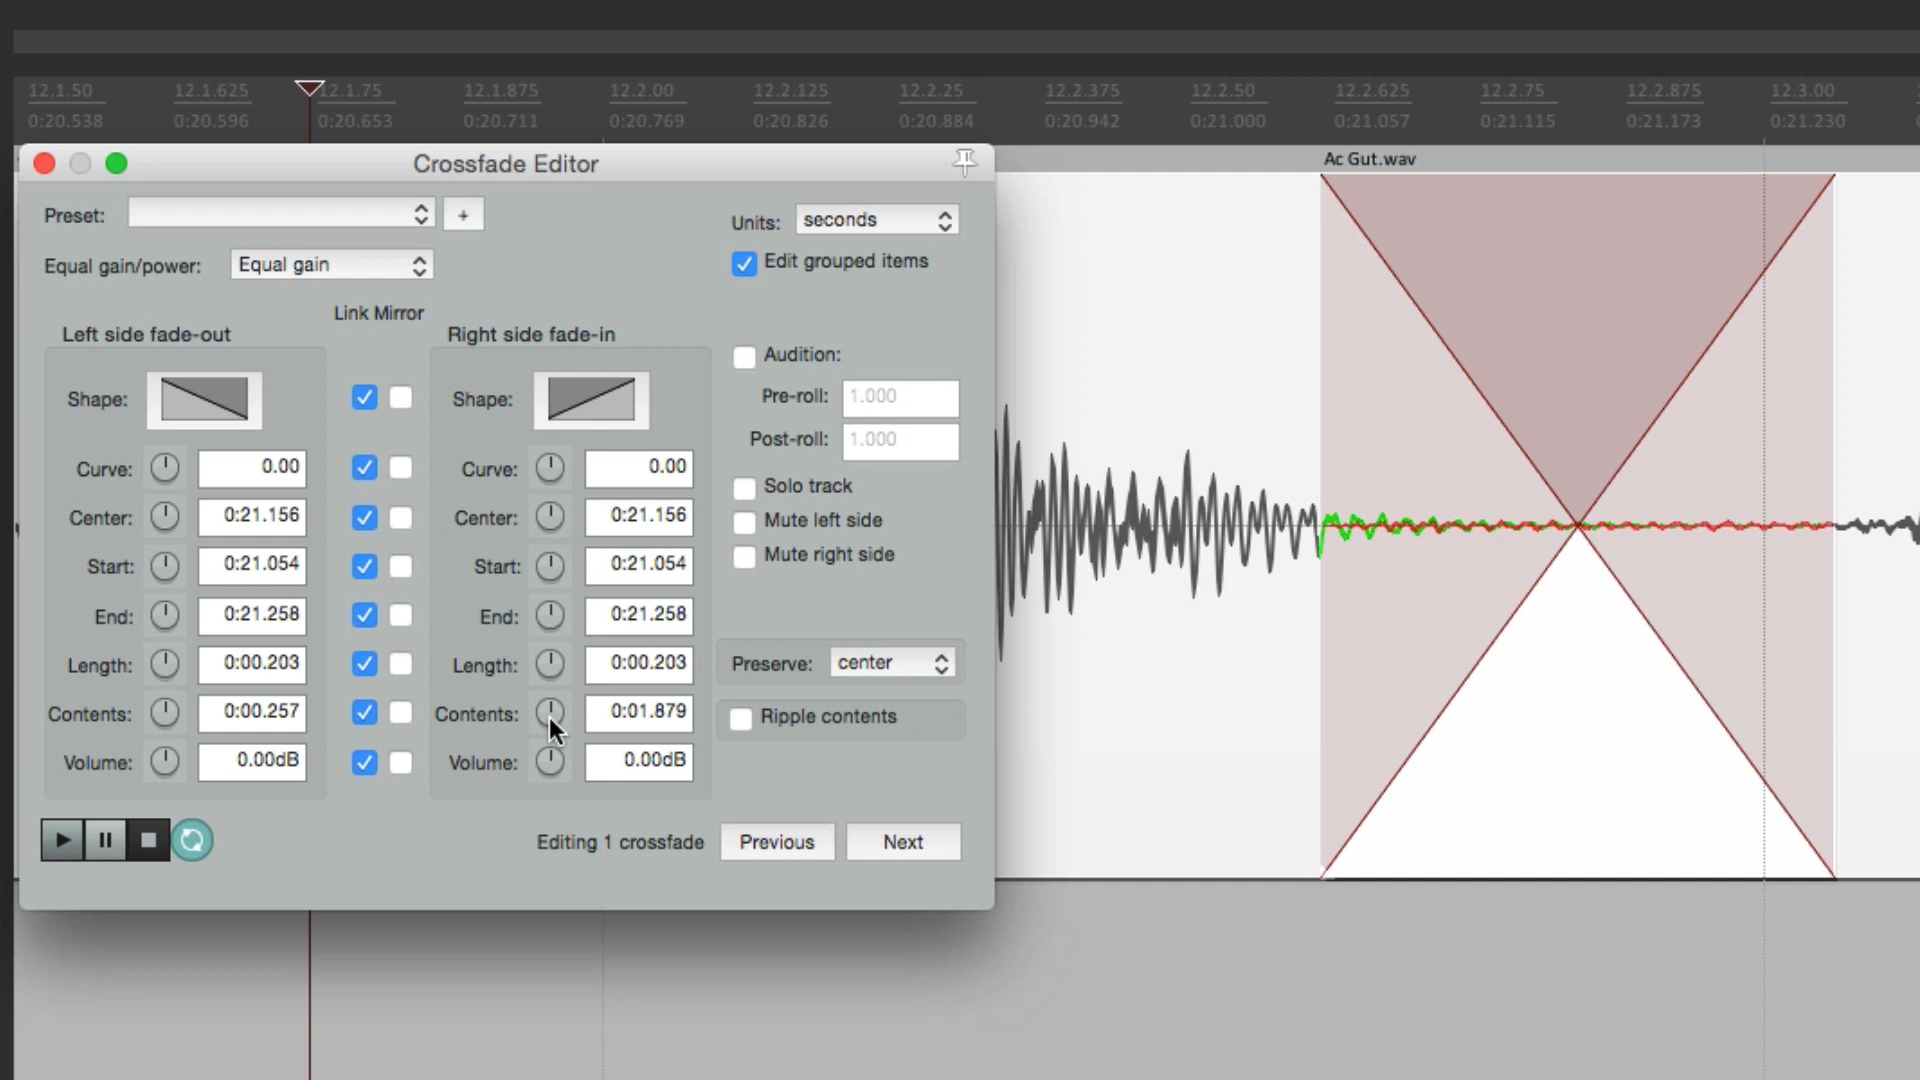 12.1.50 12.1.625 12.1.75 12.1.875 12.2.00 12.2.125 12.2.25 12.2.375 12.2.50 12.2.625 12.2.75 12.2.875 12.3.00
0:20.538 0:20.596 0:20.653 0:20.711 0:20.769 0:20.826 0:20.884 0:20.942 0:21.000 0:21.057 0:21.115 0:21.173 0:21.230
Crossfade Editor
Ac Gut.wav
Preset: +
Units: seconds
Equal gain/power: Equal gain
Edit grouped items
Link Mirror
Left side fade-out
Right side fade-in
Audition:
Shape:
Shape:
Pre-roll: 1.000
Post-roll: 1.000
Curve: 0.00
Curve: 0.00
Solo track
Center: 0:21.156
Center: 0:21.156
Mute left side
Start: 0:21.054
Start: 0:21.054
Mute right side
End: 0:21.258
End: 0:21.258
Length: 0:00.203
Length: 0:00.203
Preserve: center
Contents: 0:00.257
Contents: 0:01.879
Ripple contents
Volume: 0.00dB
Volume: 0.00dB
Editing 1 crossfade
Previous
Next